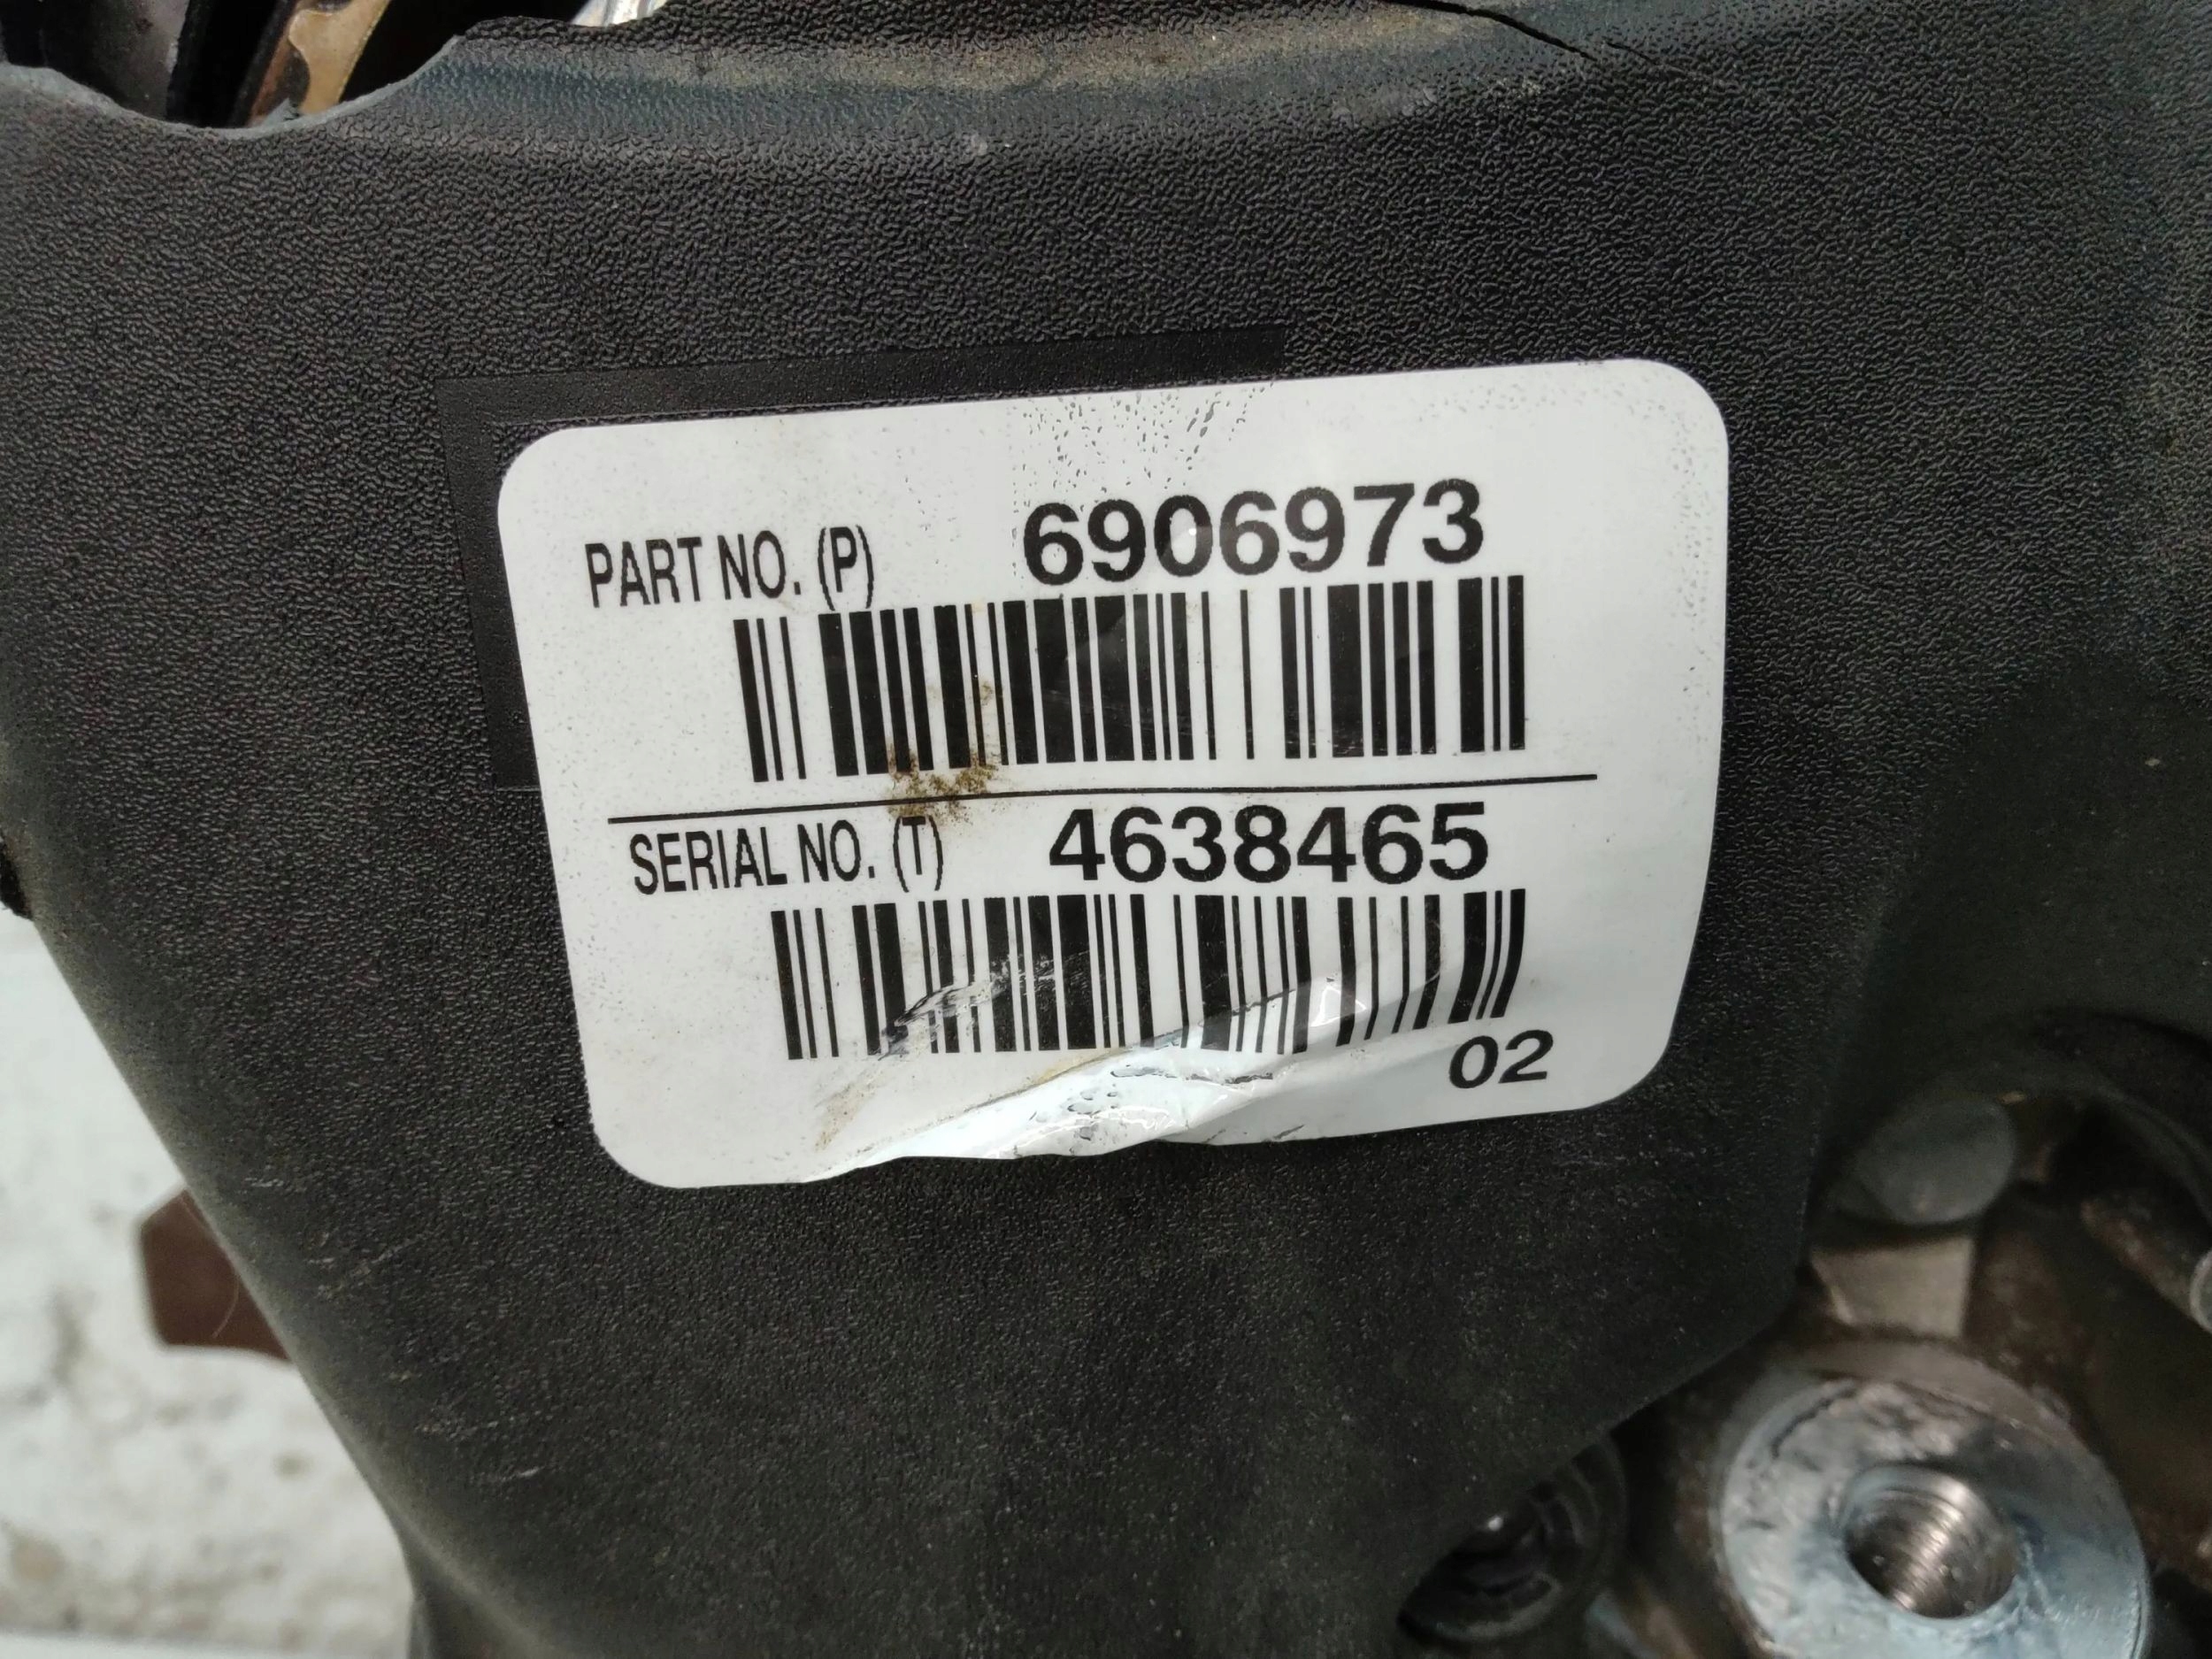 PART NO. (P) 6906973
SERIAL NO. (T) 4638465
02